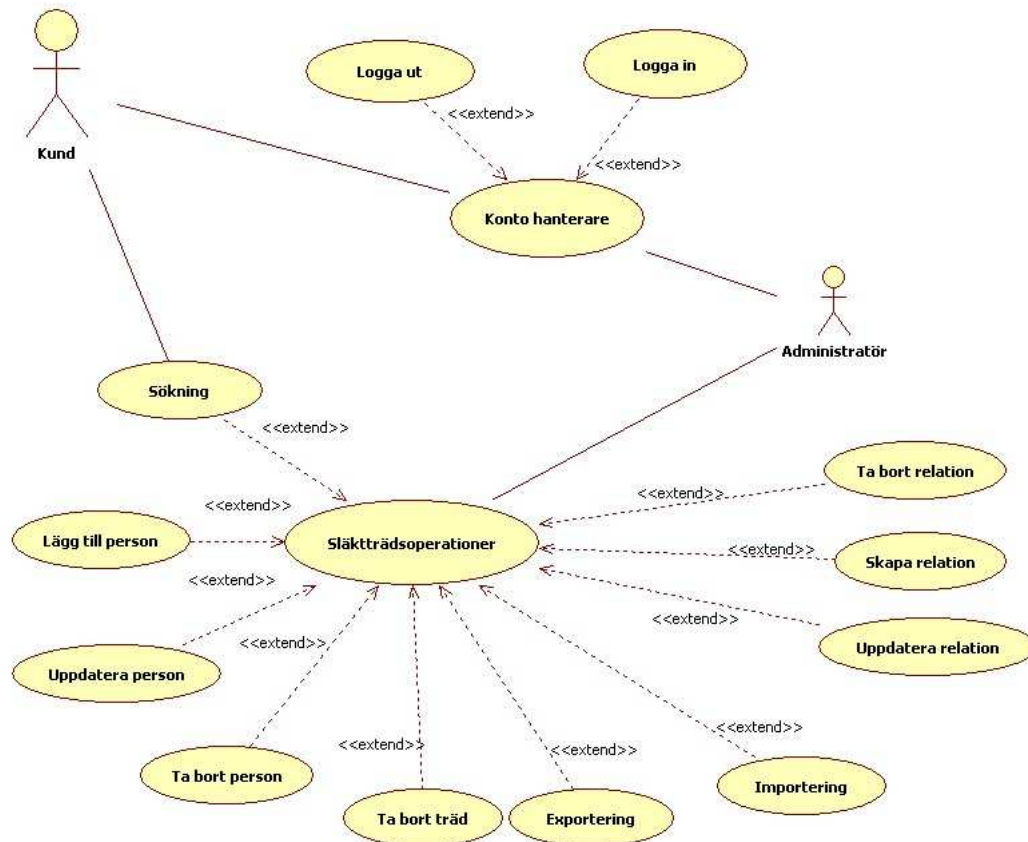 Logga ut
Logga in
<<extend>>
Kund
<<extend>>
Konto hanterare
Administratör
Sökning
<<extend>>
Ta bort relation
<<extend>>
<<extend>>
Lägg till person
Släktträdsoperationer
<<extend>>
Skapa relation
<<extend>>
<<extend>>
Uppdatera relation
<<extend>>
Uppdatera person
<<extend>>
<<extend>>
<<extend>>
Ta bort person
Importering
Ta bort träd
Exportering